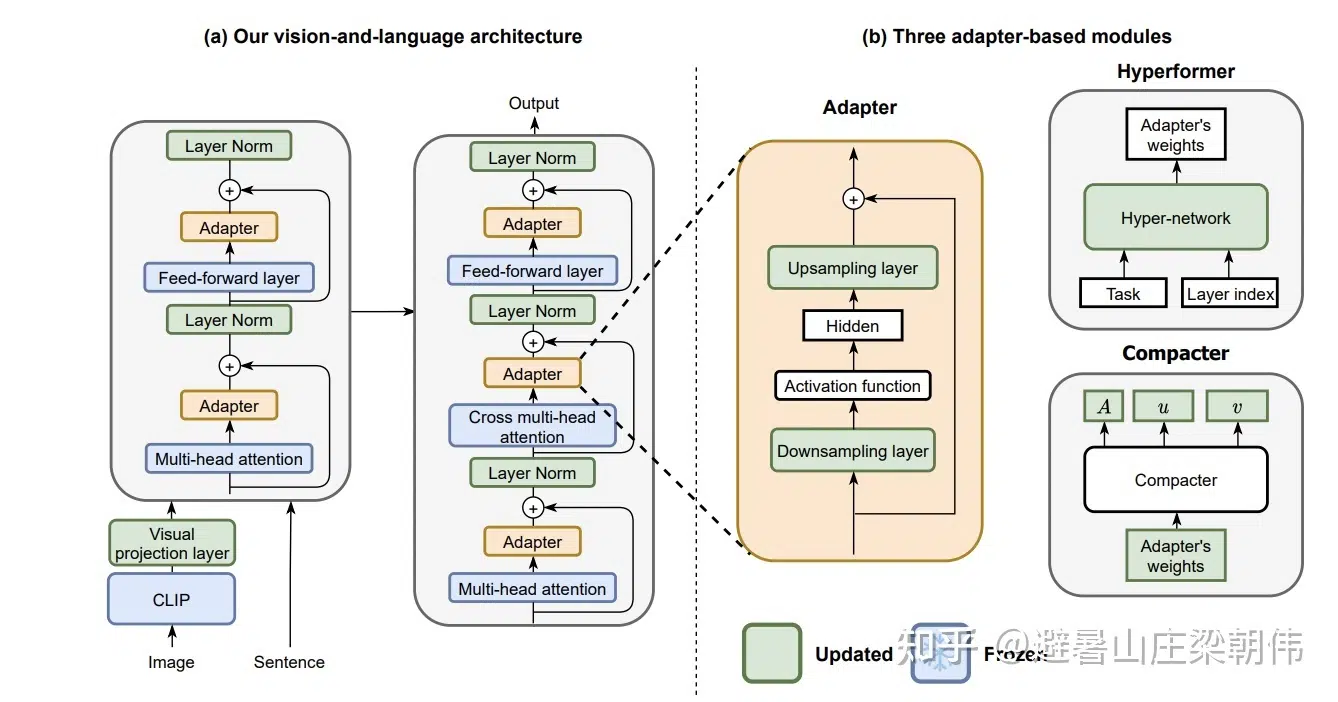 (a) Our vision-and-language architecture
Layer Norm
+
Adapter
Feed-forward layer
Layer Norm
+
Adapter
Multi-head attention
Visual
projection layer
CLIP
Image
Sentence
Output
Layer Norm
+
Adapter
Feed-forward layer
Layer Norm
+
Adapter
Cross multi-head
attention
Layer Norm
+
Adapter
Multi-head attention
(b) Three adapter-based modules
Adapter
+
Upsampling layer
Hidden
Activation function
Downsampling layer
Hyperformer
Adapter's
weights
Hyper-network
Task
Layer index
Compacter
A
u
v
Compacter
Adapter's
weights
Updated
Frozen
知乎 @避暑山庄梁朝伟